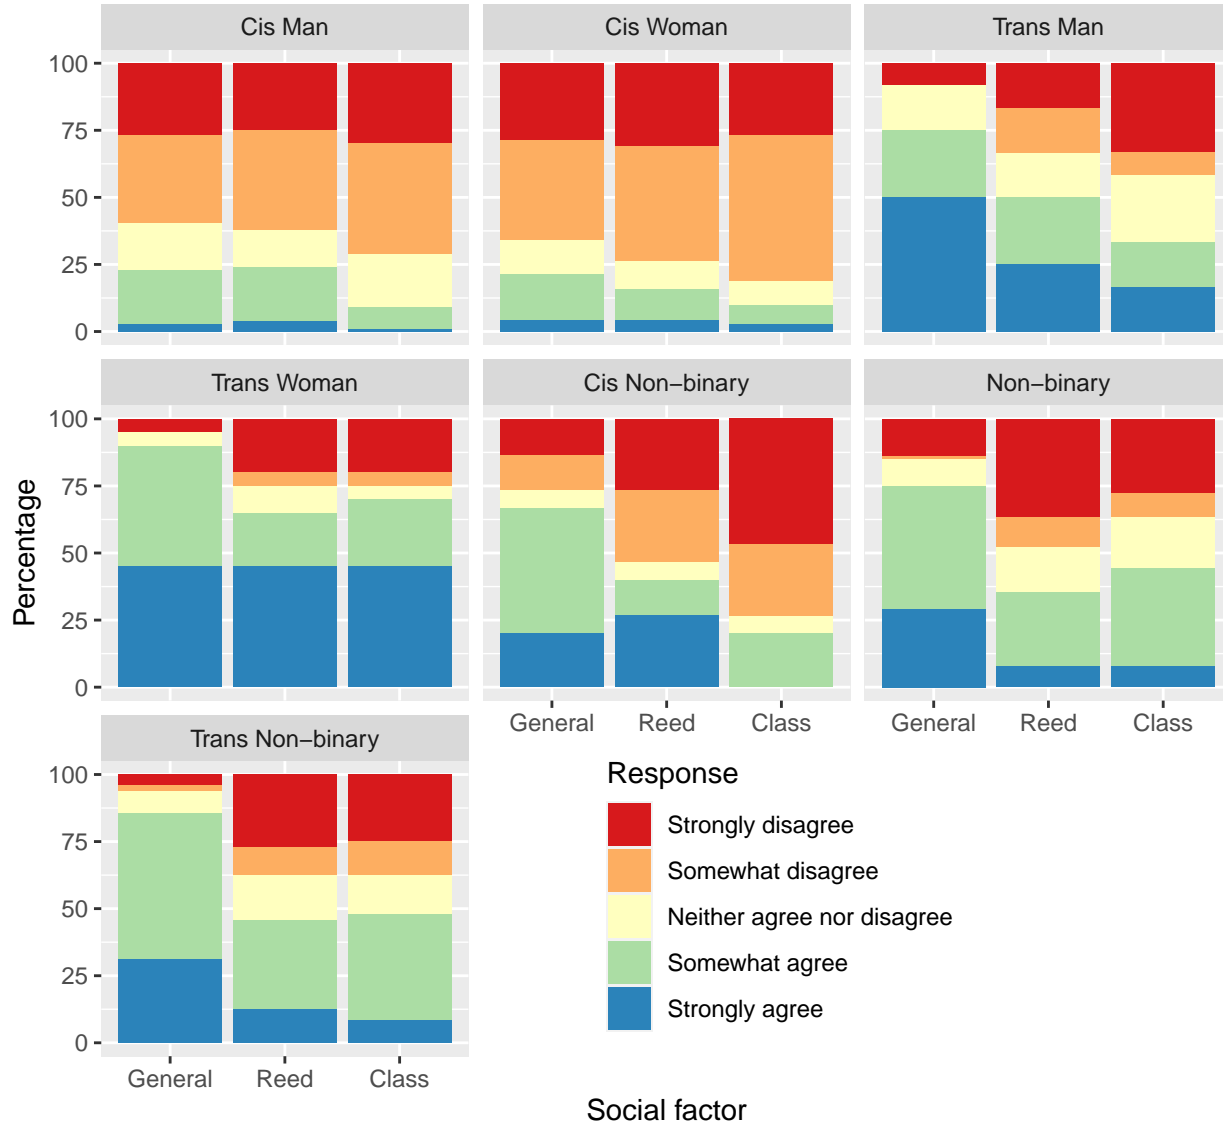 Cis Man Cis Woman Trans Man
100
75
50
25
0
Trans Woman Cis Non−binary Non−binary
100
75
50
25
0
Percentage
General Reed Class General Reed Class
Trans Non−binary
100
75
50
25
0
General Reed Class
Response
Strongly disagree
Somewhat disagree
Neither agree nor disagree
Somewhat agree
Strongly agree
Social factor